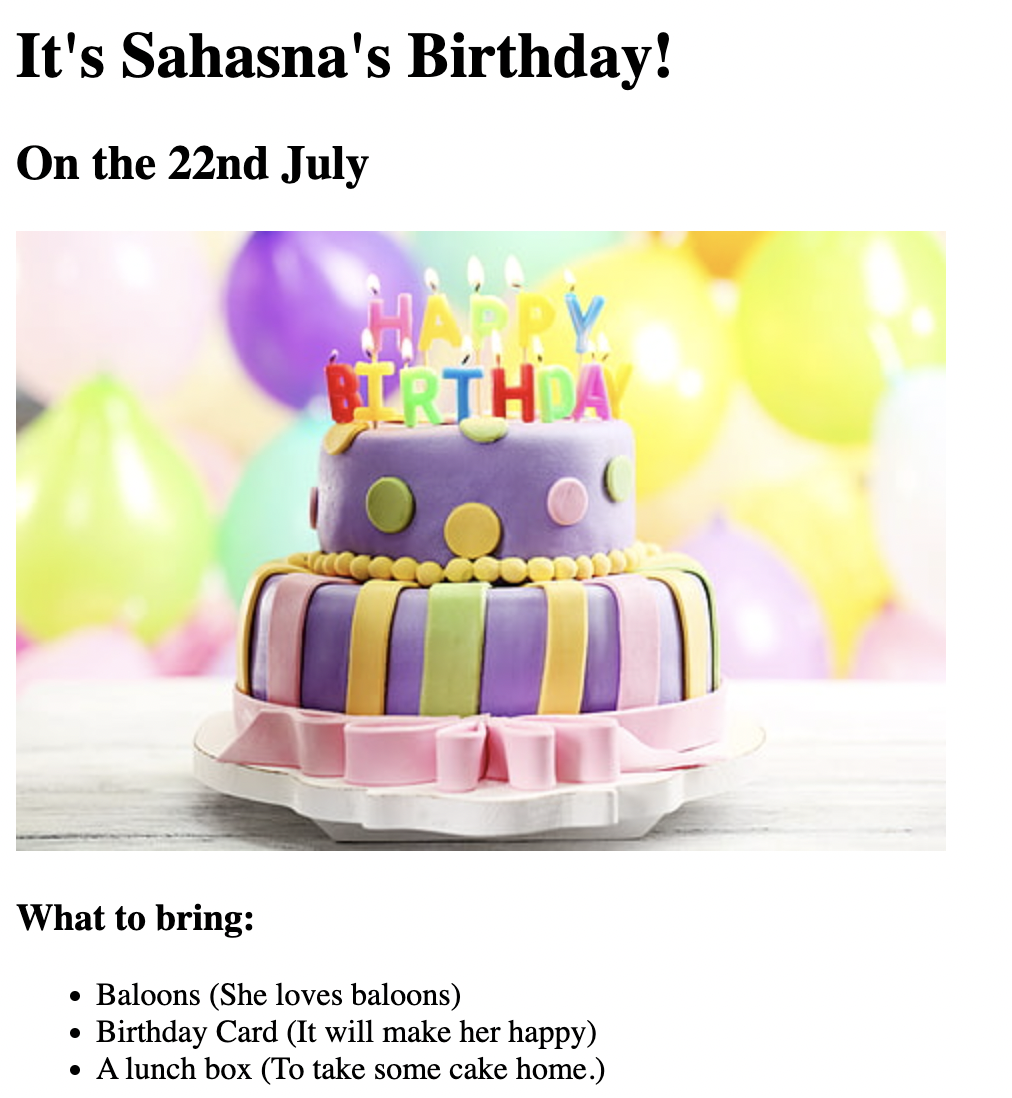 It's Sahasna's Birthday!
On the 22nd July
HAPPY
BIRTHDAY
What to bring:
Baloons (She loves baloons)
Birthday Card (It will make her happy)
A lunch box (To take some cake home.)